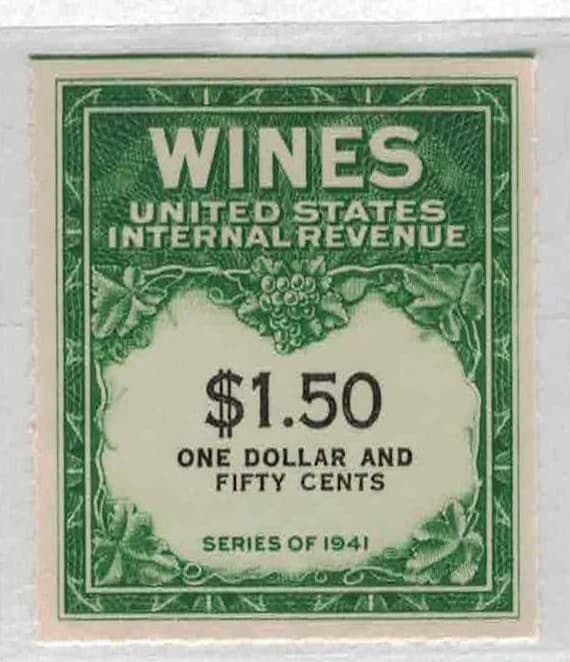 WINES
UNITED STATES
INTERNAL REVENUE
$1.50
ONE DOLLAR AND
FIFTY CENTS
SERIES OF 1941